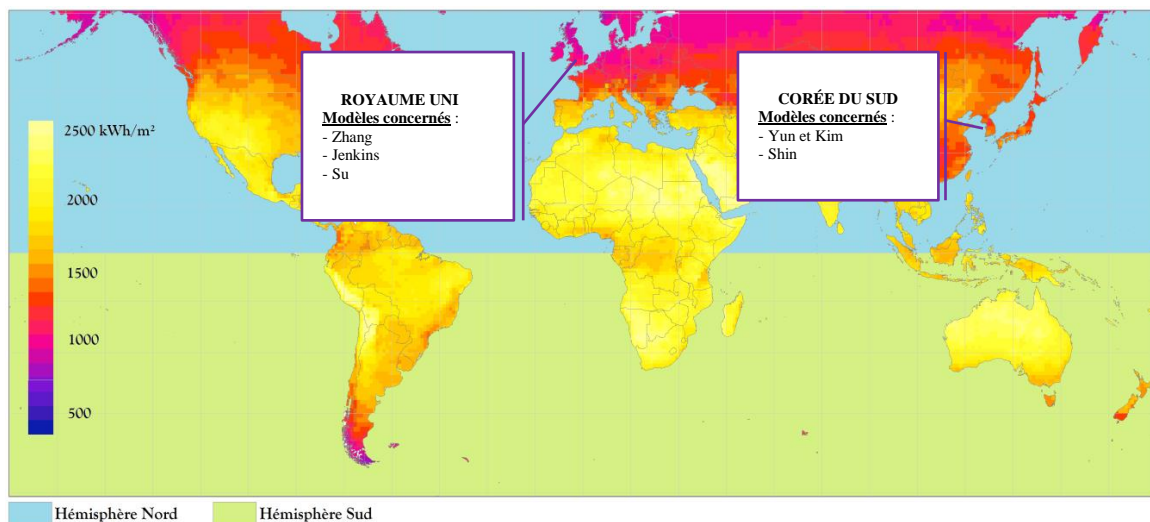 ROYAUME UNI
Modèles concernés :
- Zhang
- Jenkins
- Su
CORÉE DU SUD
Modèles concernés :
- Yun et Kim
- Shin
2500 kWh/m²
2000
1500
1000
500
Hémisphère Nord
Hémisphère Sud